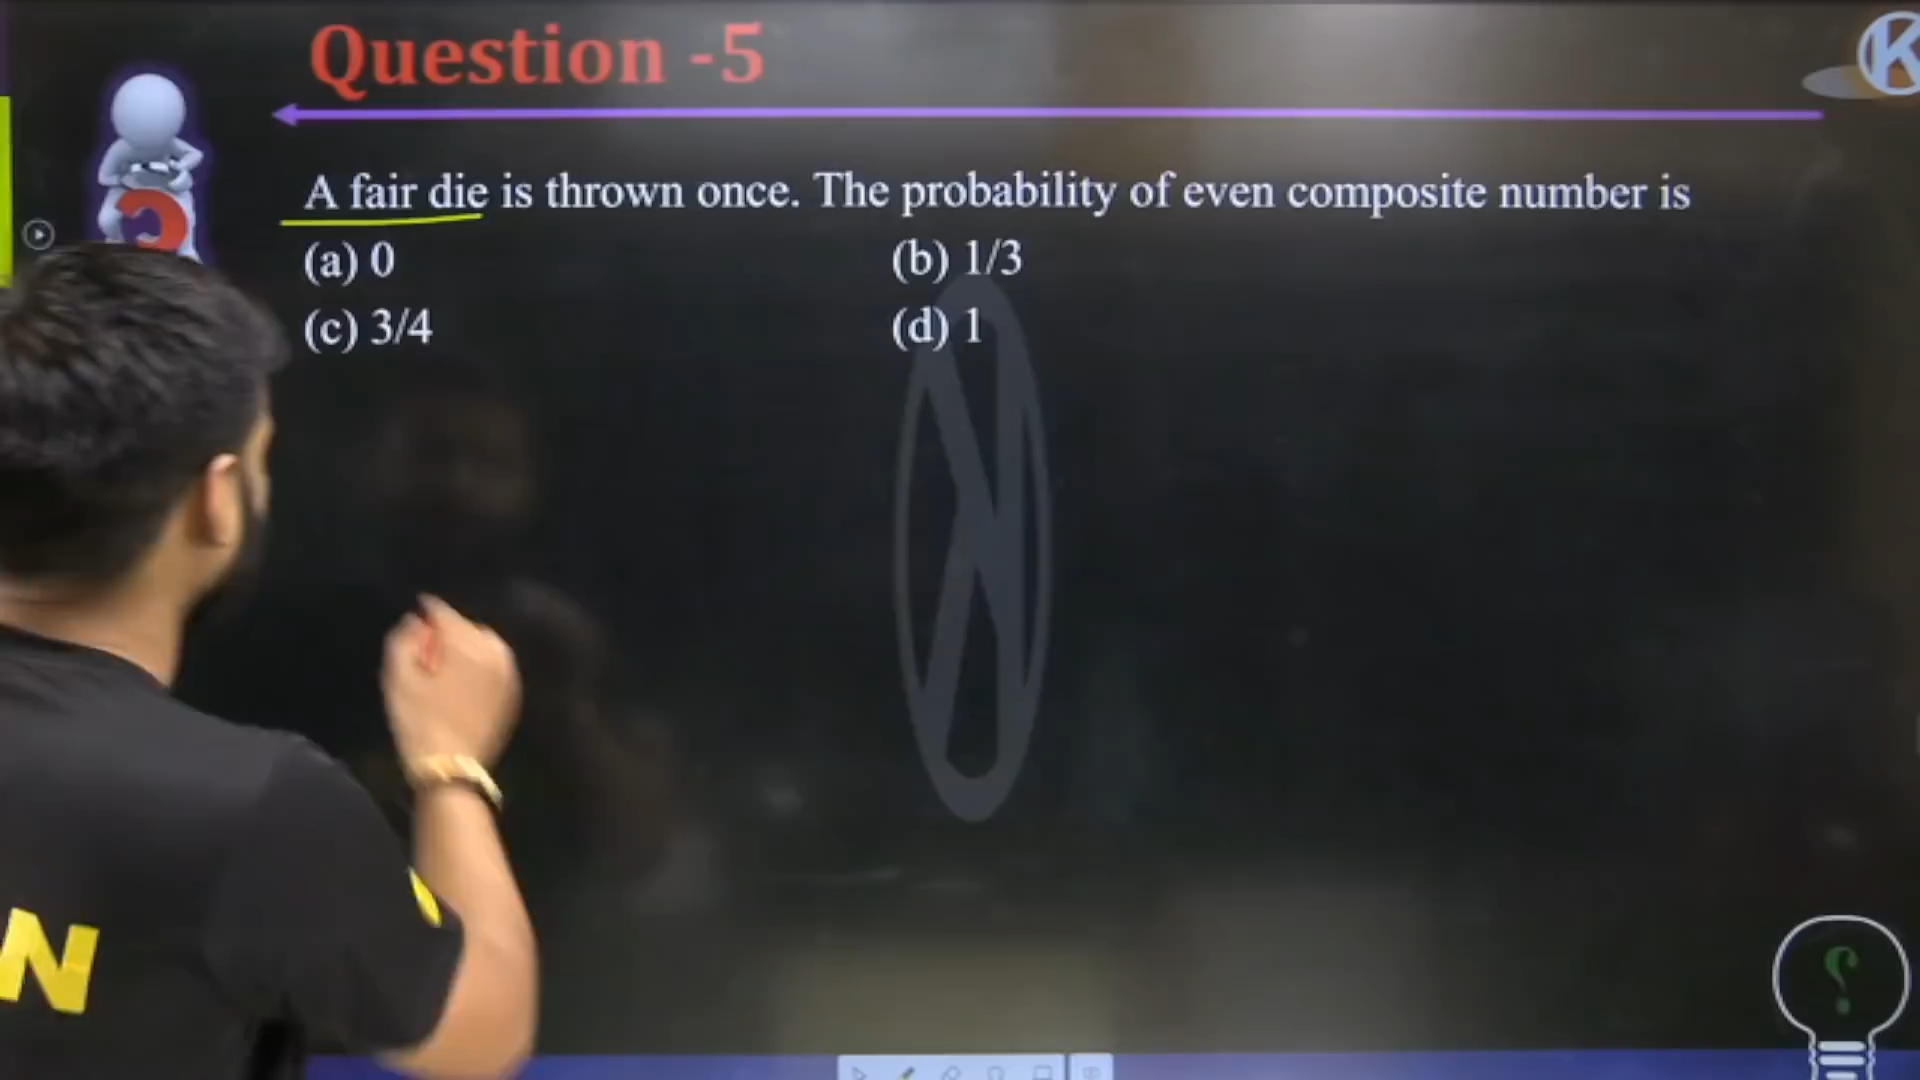 Question -5
K
A fair die is thrown once. The probability of even composite number is
(a) 0
(b) 1/3
(c) 3/4
(d) 1
N
?